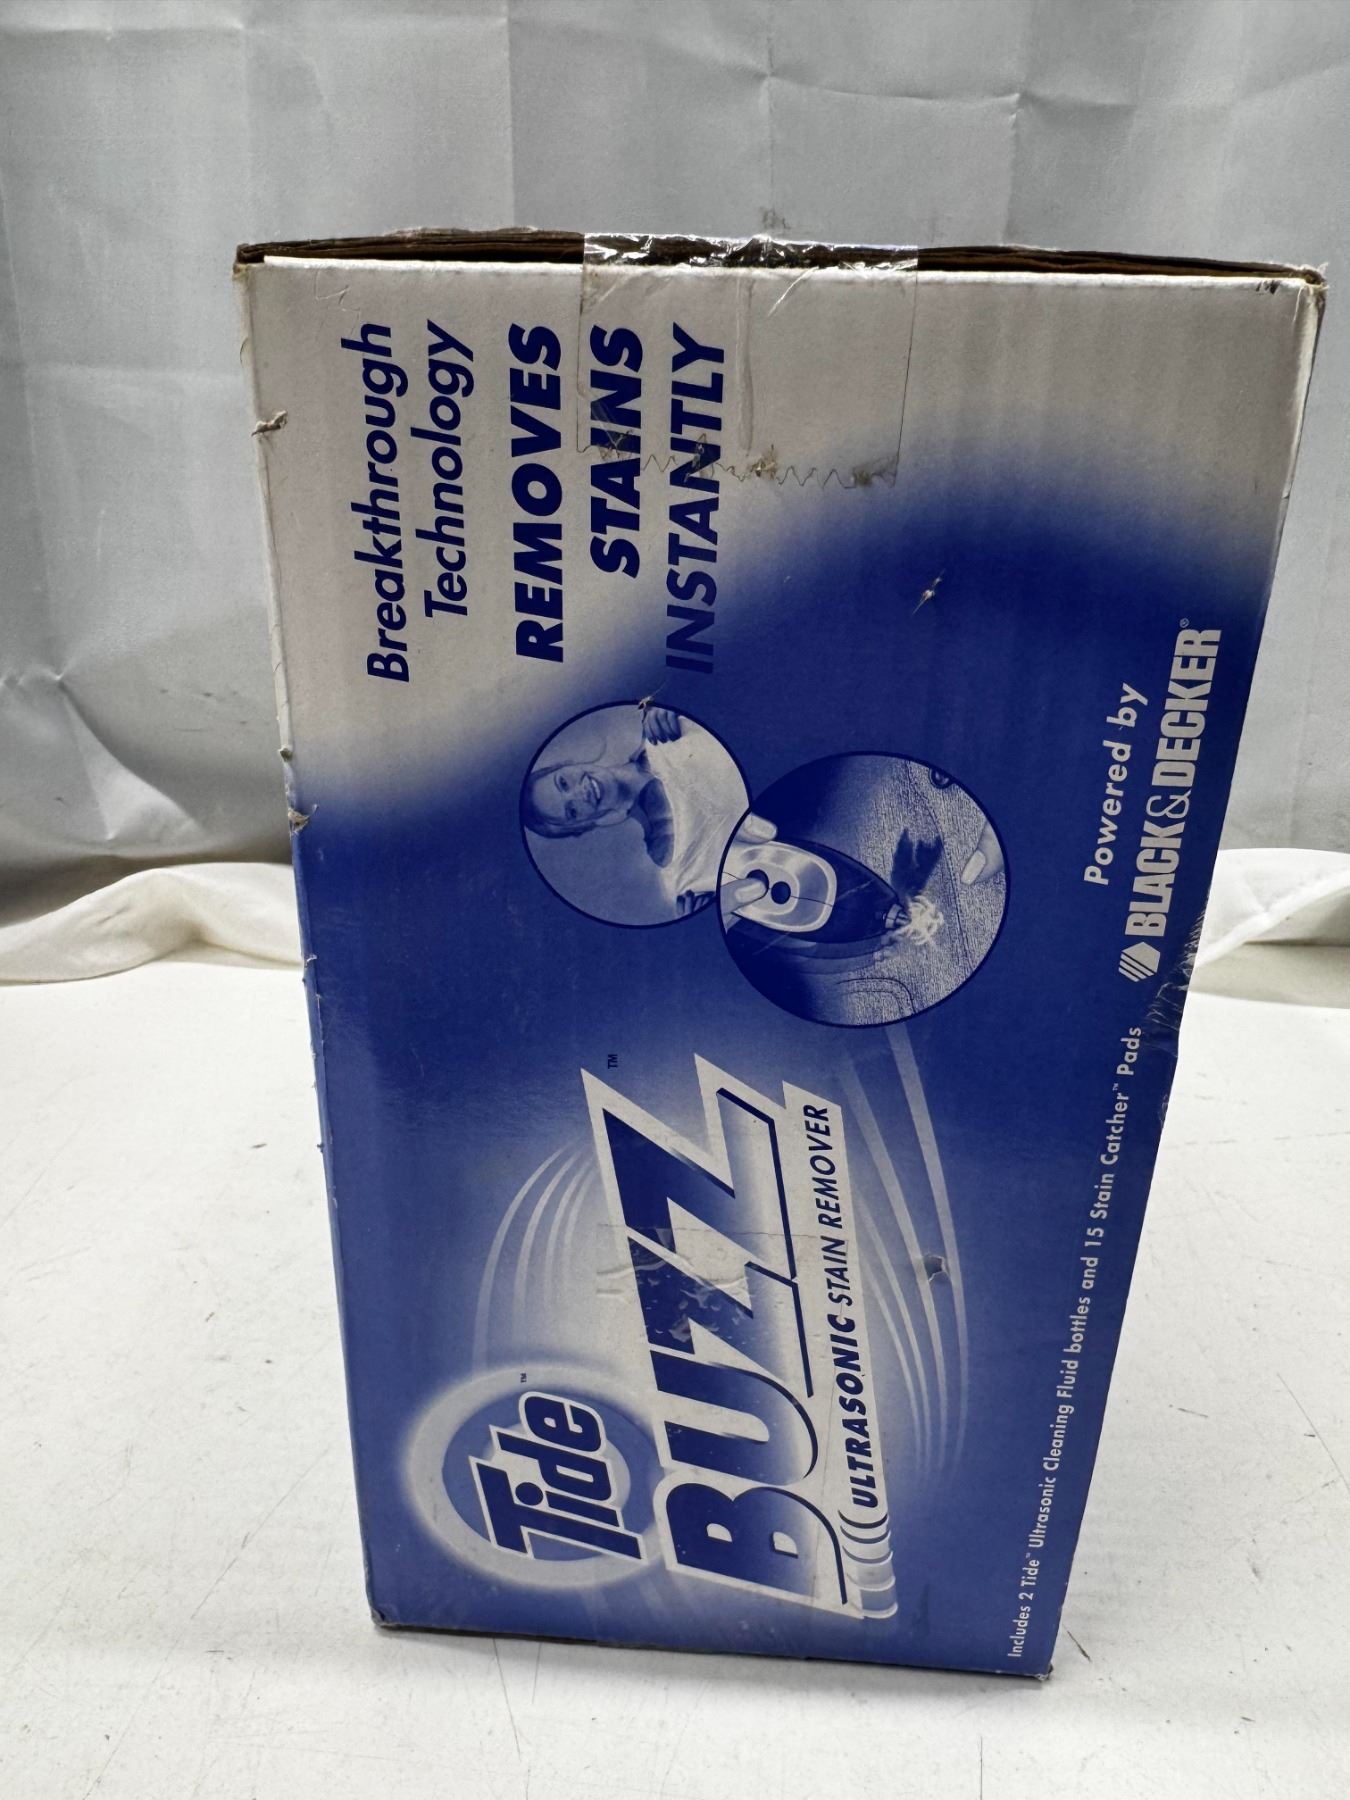 Breakthrough
Technology
REMOVES
STAINS
INSTANTLY
Tide™
BUZZ™
ULTRASONIC STAIN REMOVER
Powered by
BLACK&DECKER®
Includes 2 Tide™ Ultrasonic Cleaning Fluid bottles and 15 Stain Catcher™ Pads